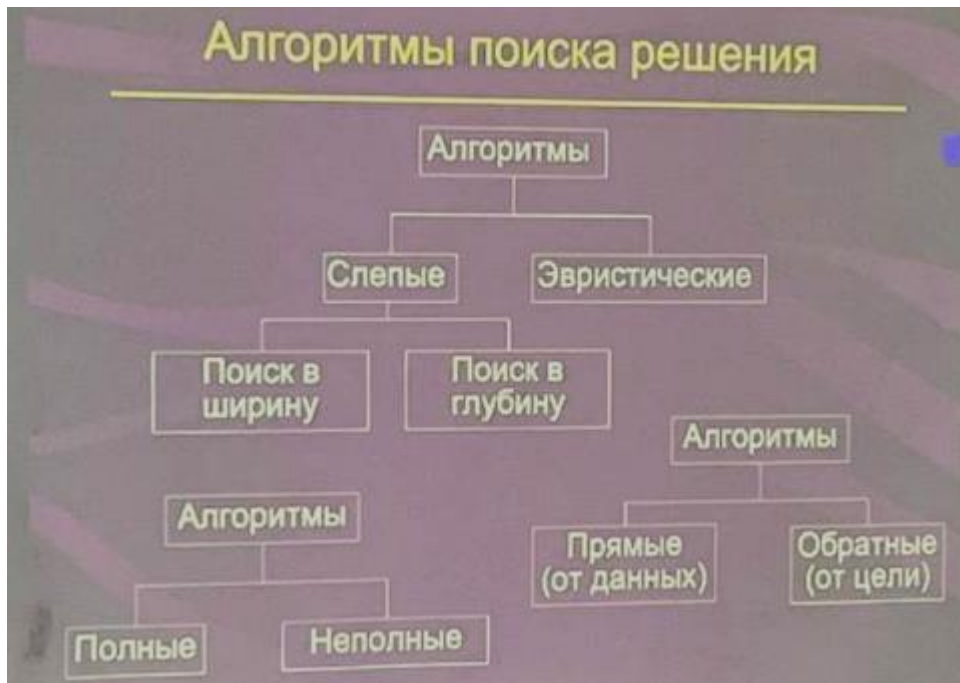 Алгоритмы поиска решения
Алгоритмы
Слепые
Эвристические
Поиск в
ширину
Поиск в
глубину
Алгоритмы
Прямые
(от данных)
Обратные
(от цели)
Алгоритмы
Полные
Неполные